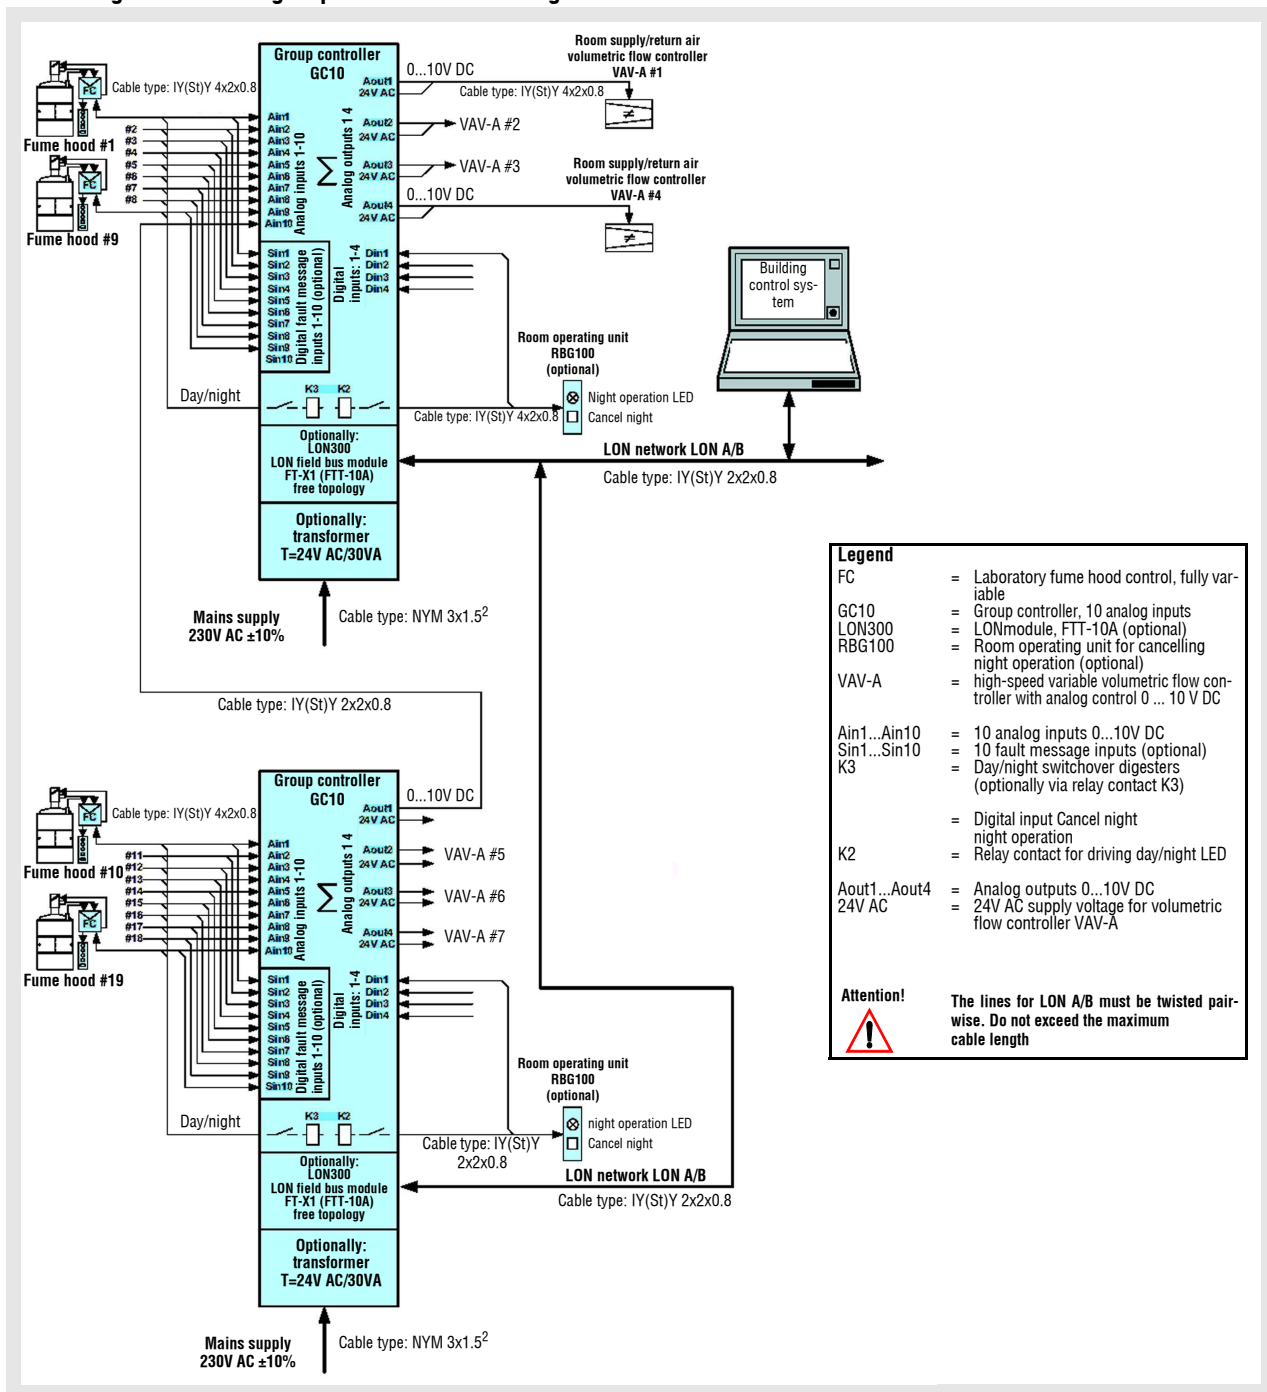 Group controller
GC10
Room supply/return air
volumetric flow controller
VAV-A #1
FC
Cable type: IY(St)Y 4x2x0.8
Fume hood #1
0...10V DC
Cable type: IY(St)Y 4x2x0.8
Aout1
24V AC
Aout2
24V AC
VAV-A #2
Aout3
24V AC
VAV-A #3
0...10V DC
Aout4
24V AC
Room supply/return air
volumetric flow controller
VAV-A #4
Ain1
#2 Ain2
#3 Ain3
#4 Ain4
#5 Ain5
#6 Ain6
#7 Ain7
#8 Ain8
Ain9
Ain10
Analog inputs 1-10
Σ
Analog outputs 1 4
FC
Fume hood #9
Sin1
Sin2
Sin3
Sin4
Sin5
Sin6
Sin7
Sin8
Sin9
Sin10
Digital fault message
inputs 1-10 (optional)
Digital
inputs: 1-4
Din1
Din2
Din3
Din4
Building
control sys-
tem
Room operating unit
RBG100
(optional)
Night operation LED
Cancel night
Day/night
K3 K2
Cable type: IY(St)Y 4x2x0.8
Optionally:
LON300
LON field bus module
FT-X1 (FTT-10A)
free topology
LON network LON A/B
Cable type: IY(St)Y 2x2x0.8
Optionally:
transformer
T=24V AC/30VA
Mains supply
230V AC ±10%
Cable type: NYM 3x1.5²
Cable type: IY(St)Y 2x2x0.8
Legend
FC = Laboratory fume hood control, fully var-
iable
GC10 = Group controller, 10 analog inputs
LON300 = LONmodule, FTT-10A (optional)
RBG100 = Room operating unit for cancelling
night operation (optional)
VAV-A = high-speed variable volumetric flow con-
troller with analog control 0 ... 10 V DC
Ain1...Ain10 = 10 analog inputs 0...10V DC
Sin1...Sin10 = 10 fault message inputs (optional)
K3 = Day/night switchover digesters
(optionally via relay contact K3)
= Digital input Cancel night
night operation
K2 = Relay contact for driving day/night LED
Aout1...Aout4 = Analog outputs 0...10V DC
24V AC = 24V AC supply voltage for volumetric
flow controller VAV-A
Attention!
The lines for LON A/B must be twisted pair-
wise. Do not exceed the maximum
cable length
Group controller
GC10
FC
Cable type: IY(St)Y 4x2x0.8
Fume hood #10
0...10V DC
Aout1
24V AC
Aout2
24V AC
VAV-A #5
Aout3
24V AC
VAV-A #6
Aout4
24V AC
VAV-A #7
Ain1
#11 Ain2
#12 Ain3
#13 Ain4
#14 Ain5
#15 Ain6
#16 Ain7
#17 Ain8
#18 Ain9
Ain10
Analog inputs 1-10
Σ
Analog outputs 1 4
FC
Fume hood #19
Sin1
Sin2
Sin3
Sin4
Sin5
Sin6
Sin7
Sin8
Sin9
Sin10
Digital fault message
inputs 1-10 (optional)
Digital
inputs: 1-4
Din1
Din2
Din3
Din4
Room operating unit
RBG100
(optional)
night operation LED
Cancel night
Day/night
K3 K2
Cable type: IY(St)Y
2x2x0.8
Optionally:
LON300
LON field bus module
FT-X1 (FTT-10A)
free topology
LON network LON A/B
Cable type: IY(St)Y 2x2x0.8
Optionally:
transformer
T=24V AC/30VA
Mains supply
230V AC ±10%
Cable type: NYM 3x1.5²